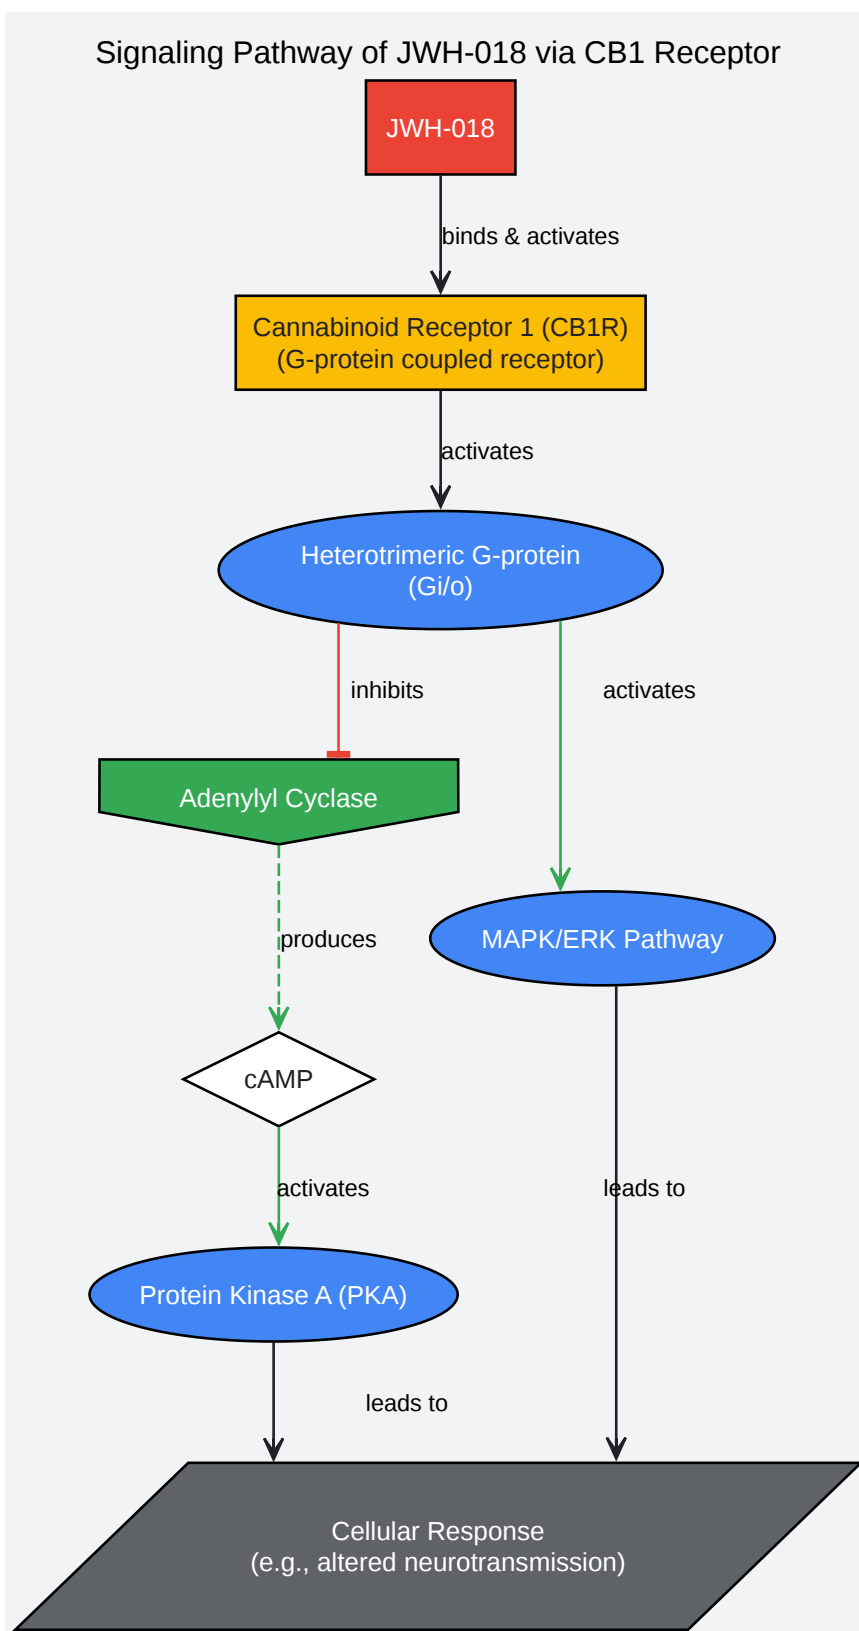 Signaling Pathway of JWH-018 via CB1 Receptor
JWH-018
binds & activates
Cannabinoid Receptor 1 (CB1R)
(G-protein coupled receptor)
activates
Heterotrimeric G-protein
(Gi/o)
inhibits
activates
Adenylyl Cyclase
produces
MAPK/ERK Pathway
cAMP
activates
leads to
Protein Kinase A (PKA)
leads to
Cellular Response
(e.g., altered neurotransmission)